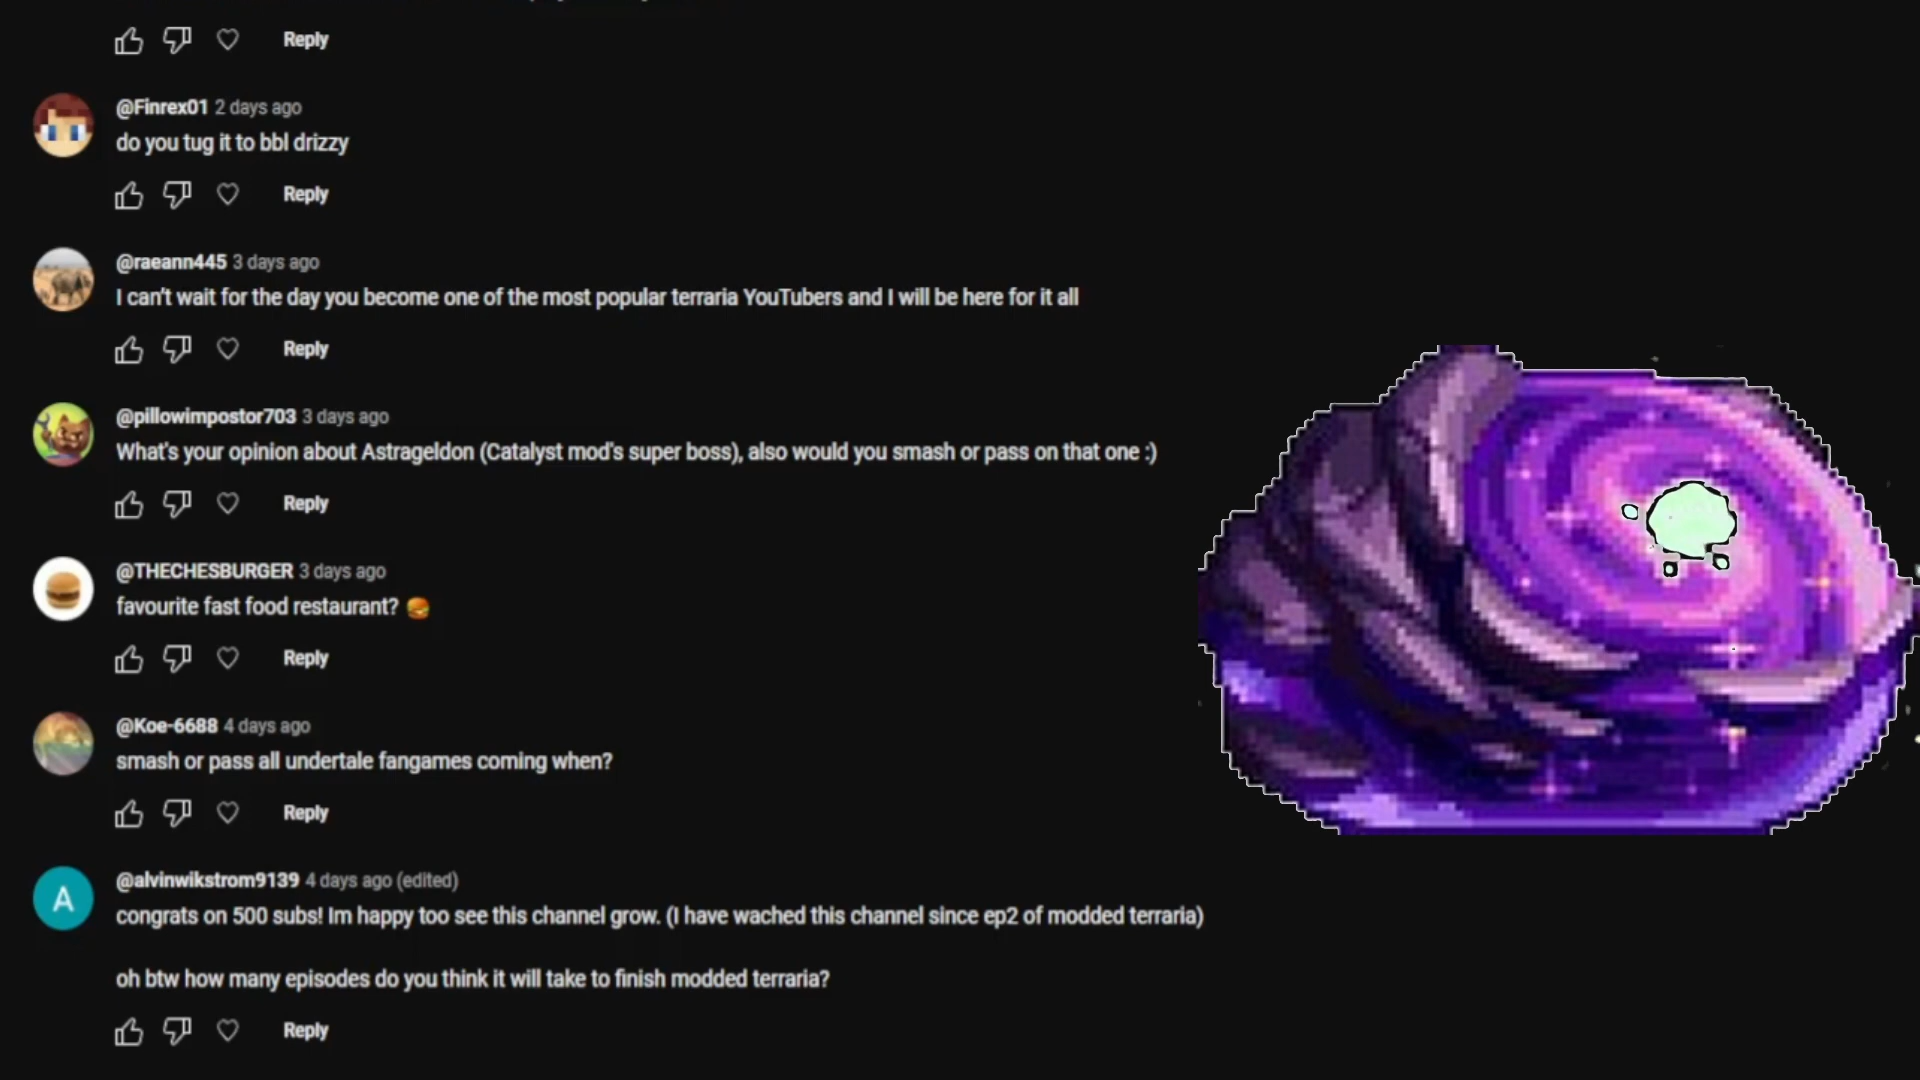 Reply
@Finrex01 2 days ago
do you tug it to bbl drizzy
Reply
@raeann445 3 days ago
I can't wait for the day you become one of the most popular terraria YouTubers and I will be here for it all
Reply
@pillowimpostor703 3 days ago
What's your opinion about Astrageldon (Catalyst mod's super boss), also would you smash or pass on that one :)
Reply
@THECHESBURGER 3 days ago
favourite fast food restaurant? 🍔
Reply
@Koe-6688 4 days ago
smash or pass all undertale fangames coming when?
Reply
A
@alvinwikstrom9139 4 days ago (edited)
congrats on 500 subs! Im happy too see this channel grow. (I have wached this channel since ep2 of modded terraria)
oh btw how many episodes do you think it will take to finish modded terraria?
Reply